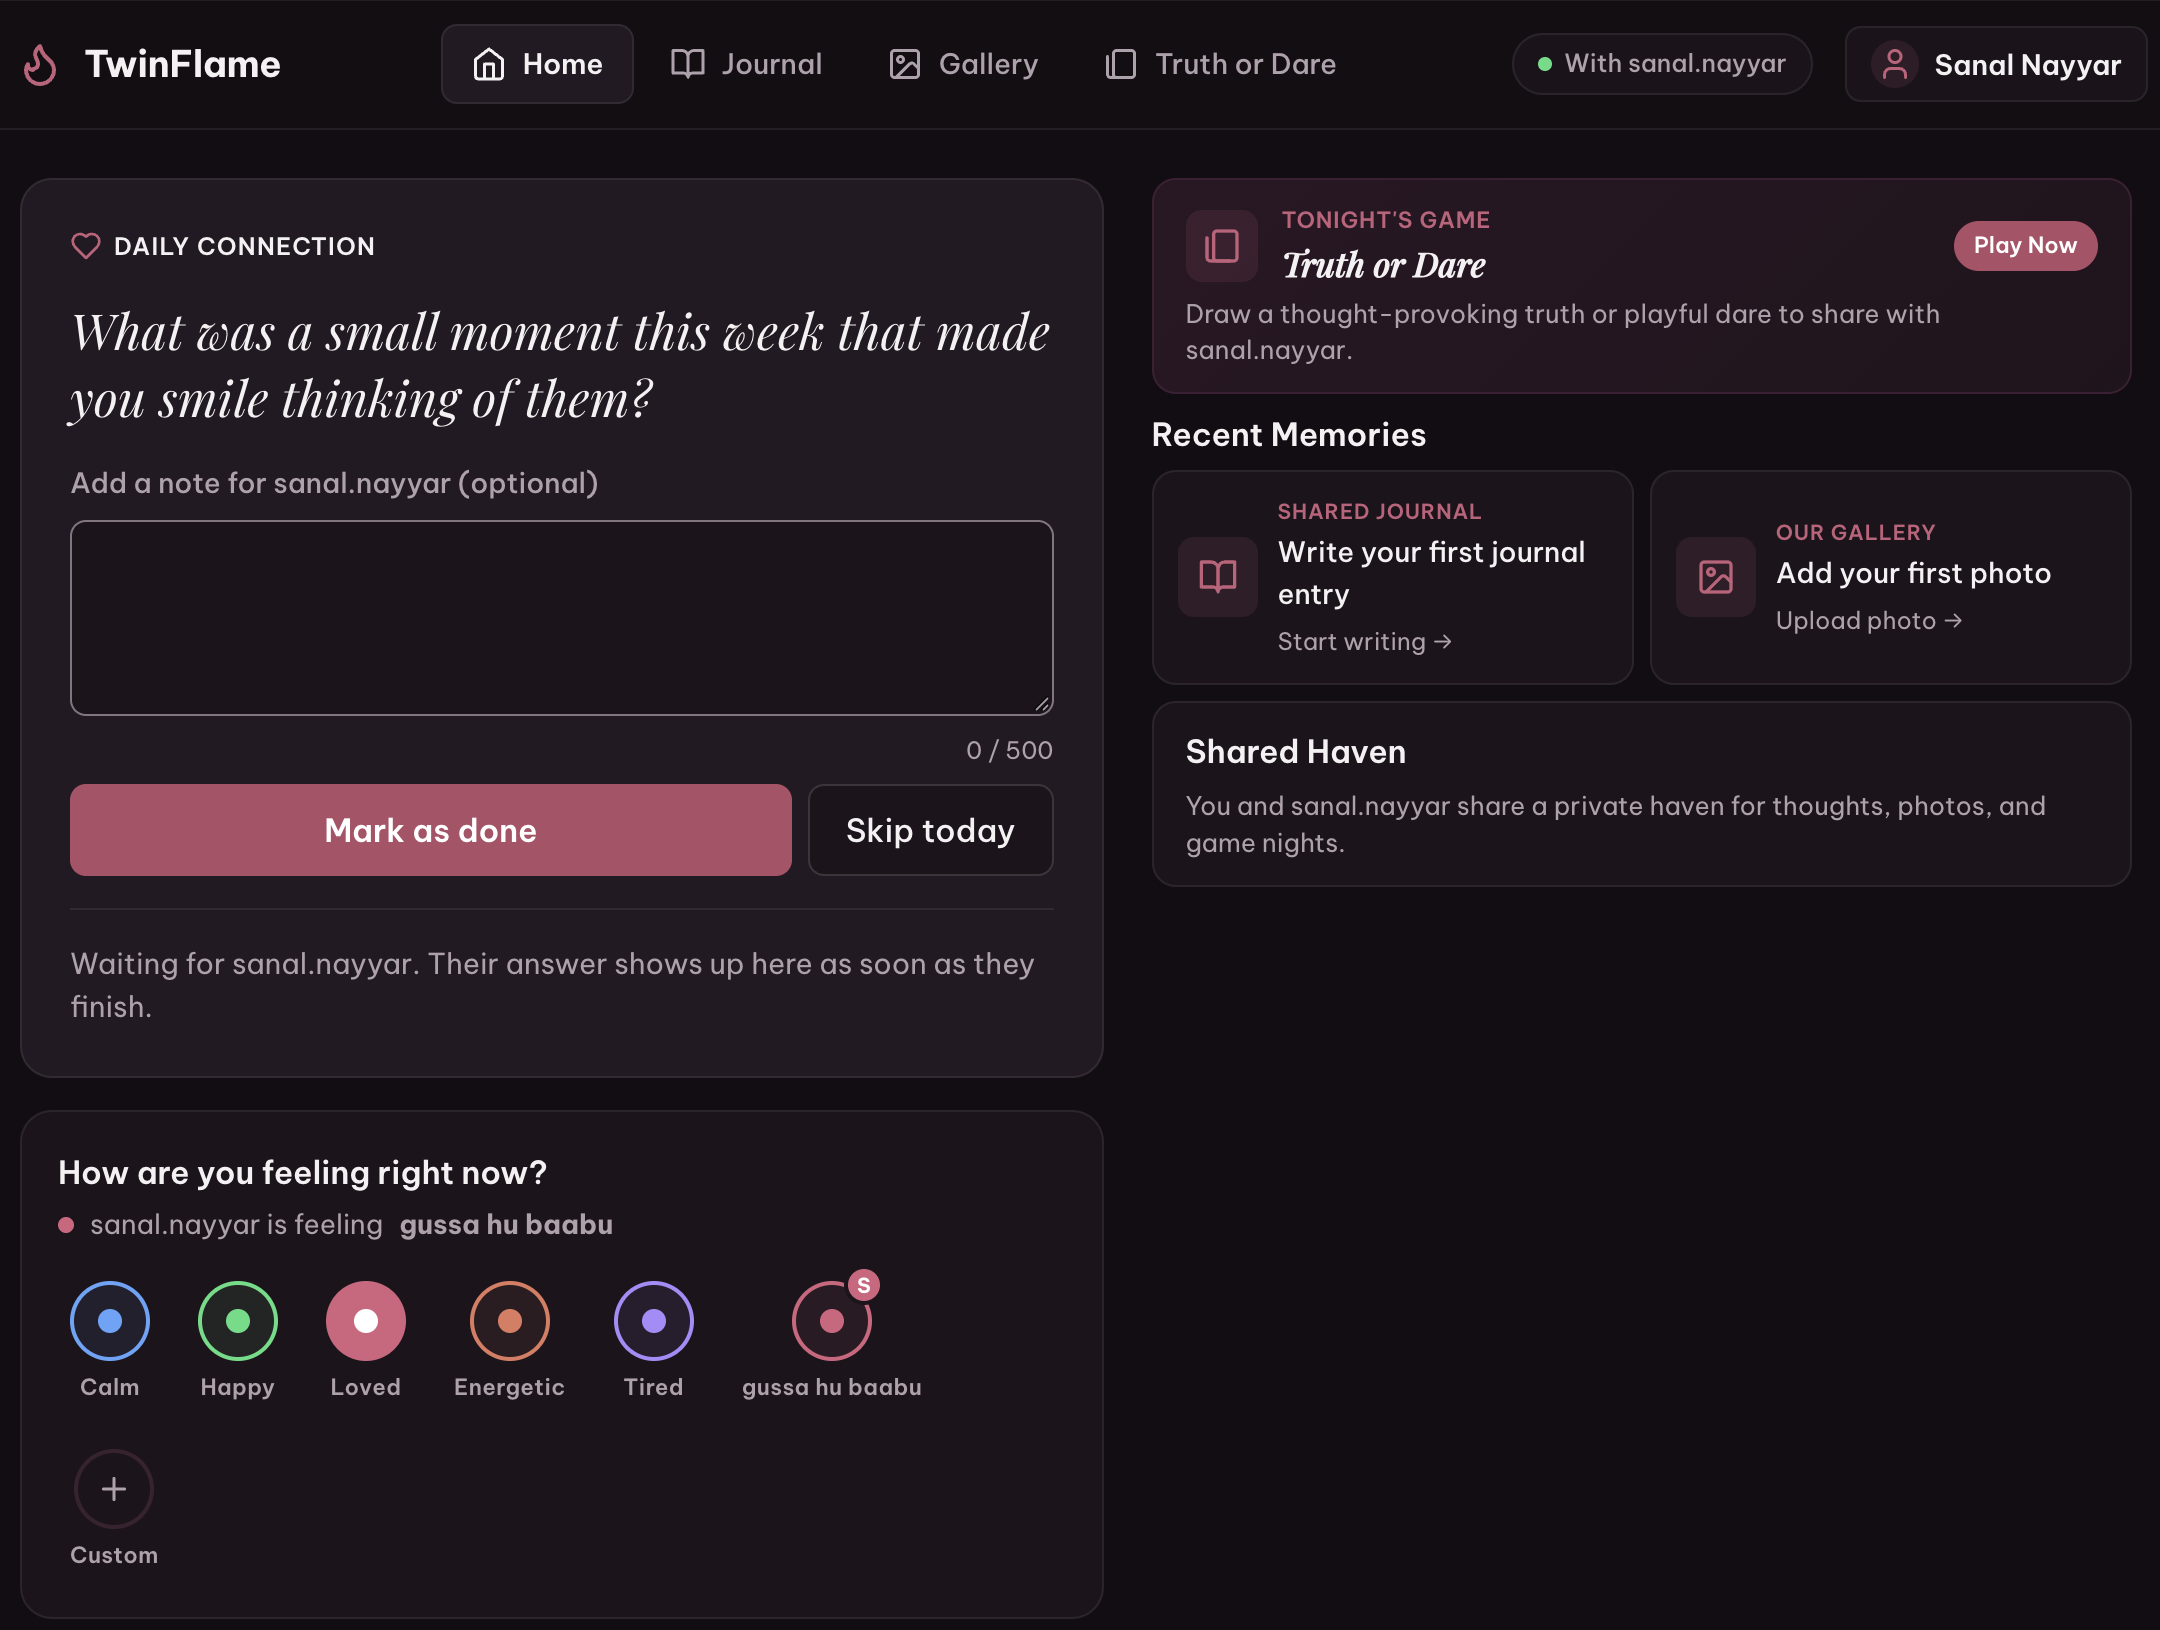 TwinFlame
Home
Journal
Gallery
Truth or Dare
With sanal.nayyar
Sanal Nayyar
DAILY CONNECTION
What was a small moment this week that made
you smile thinking of them?
Add a note for sanal.nayyar (optional)
0 / 500
Mark as done
Skip today
Waiting for sanal.nayyar. Their answer shows up here as soon as they
finish.
How are you feeling right now?
sanal.nayyar is feeling gussa hu baabu
S
Calm
Happy
Loved
Energetic
Tired
gussa hu baabu
Custom
TONIGHT'S GAME
Truth or Dare
Play Now
Draw a thought-provoking truth or playful dare to share with
sanal.nayyar.
Recent Memories
SHARED JOURNAL
Write your first journal
entry
Start writing →
OUR GALLERY
Add your first photo
Upload photo →
Shared Haven
You and sanal.nayyar share a private haven for thoughts, photos, and
game nights.